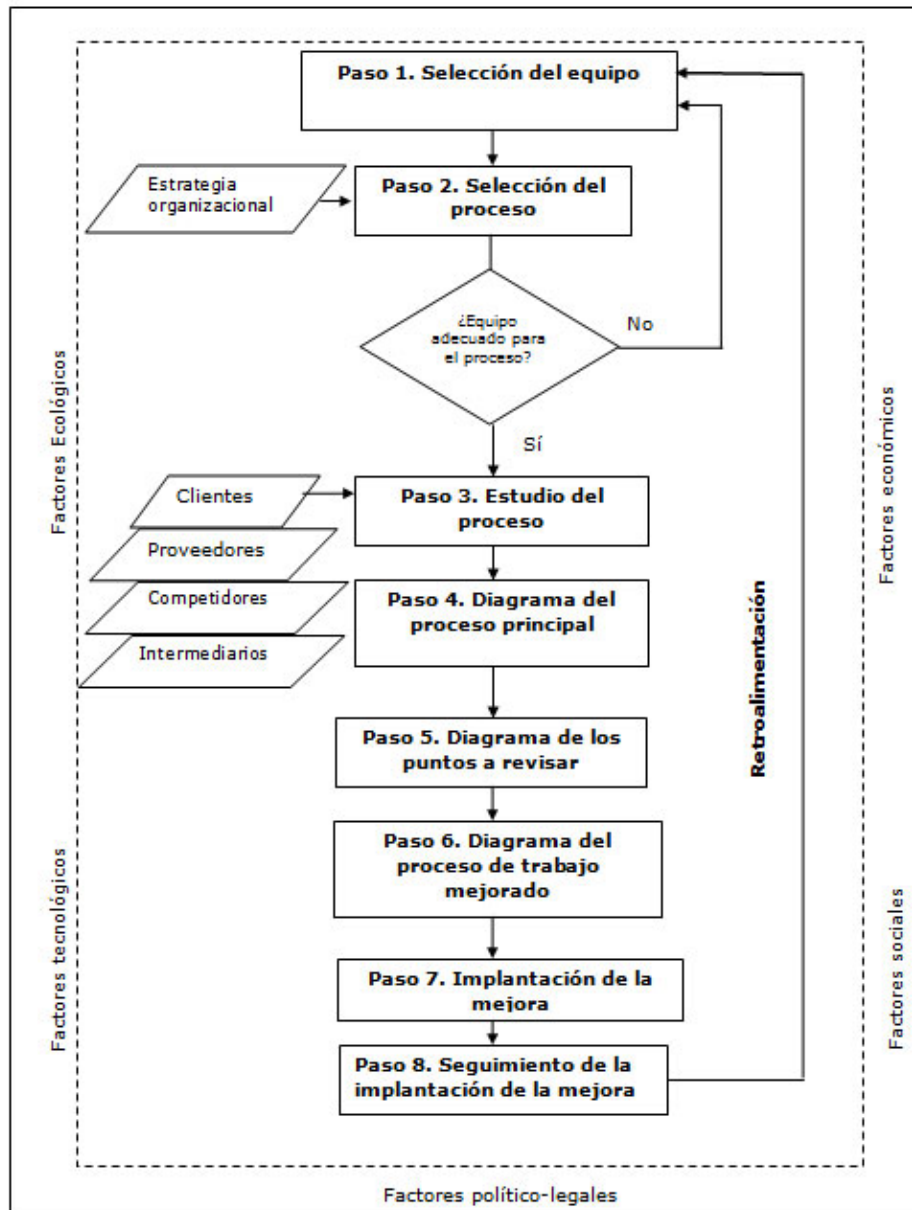 Paso 1. Selección del equipo
Estrategia
organizacional
Paso 2. Selección del
proceso
¿Equipo
adecuado para
el proceso?
No
Sí
Factores Ecológicos
Factores económicos
Clientes
Paso 3. Estudio del
proceso
Proveedores
Competidores
Intermediarios
Paso 4. Diagrama del
proceso principal
Retroalimentación
Paso 5. Diagrama de los
puntos a revisar
Paso 6. Diagrama del
proceso de trabajo
mejorado
Factores tecnológicos
Factores sociales
Paso 7. Implantación de la
mejora
Paso 8. Seguimiento de la
implantación de la mejora
Factores político-legales